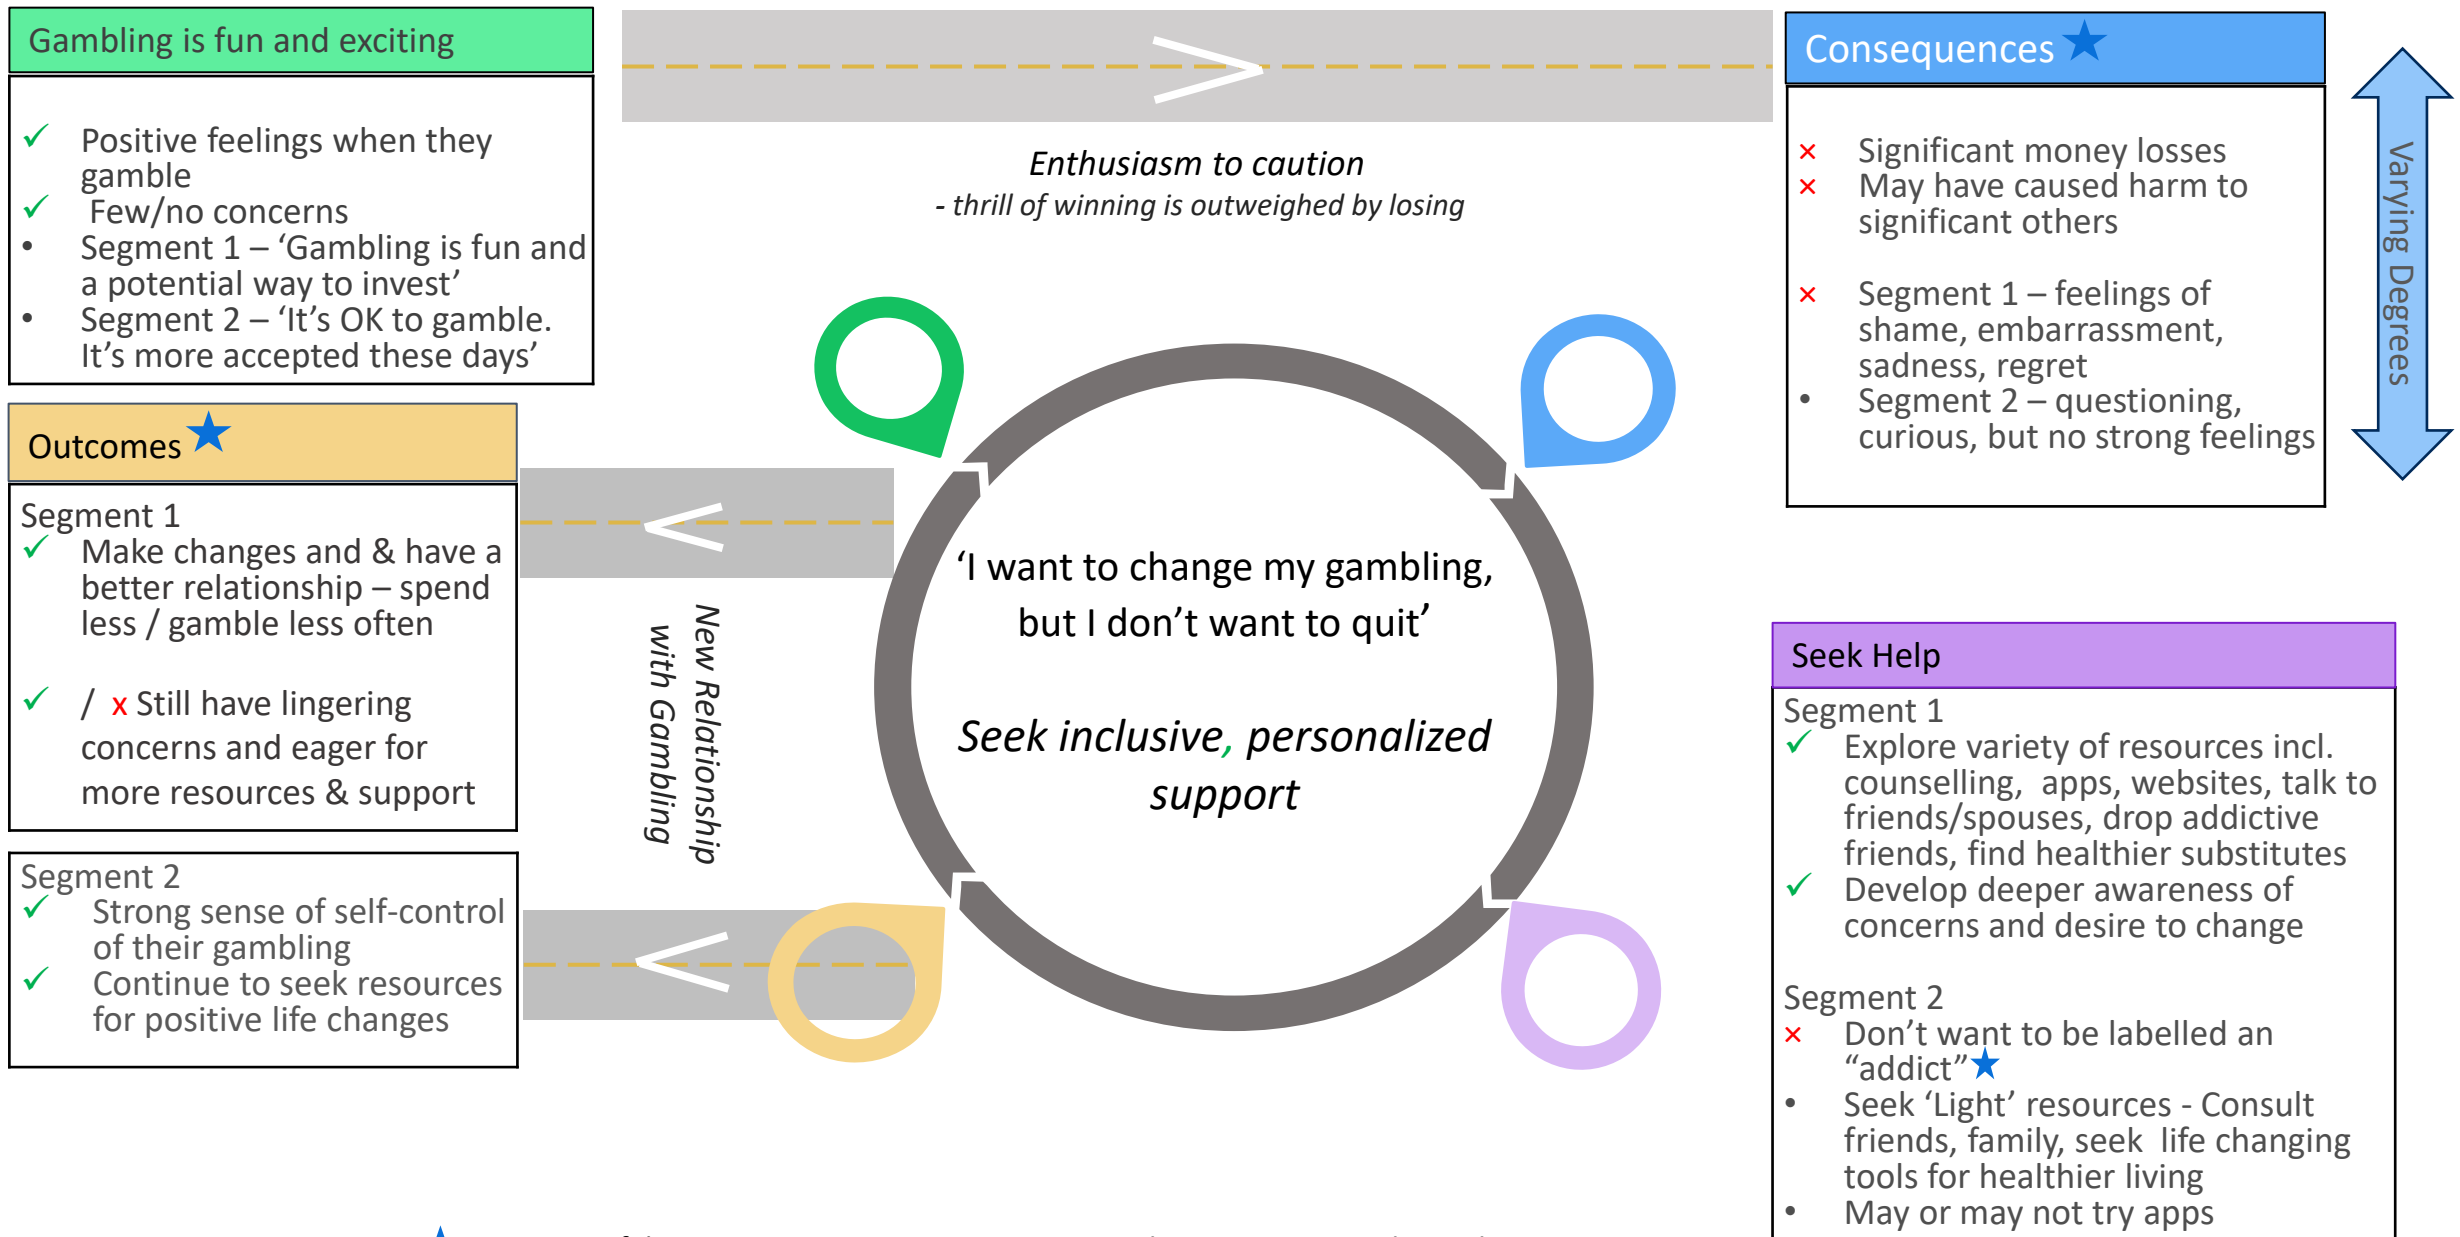 Gambling is fun and exciting
✓ Positive feelings when they
gamble
✓ Few/no concerns
• Segment 1 – ‘Gambling is fun and
a potential way to invest’
• Segment 2 – ‘It’s OK to gamble.
It’s more accepted these days’
Enthusiasm to caution
- thrill of winning is outweighed by losing
Consequences
× Significant money losses
× May have caused harm to
significant others
× Segment 1 – feelings of
shame, embarrassment,
sadness, regret
• Segment 2 – questioning,
curious, but no strong feelings
Varying Degrees
Outcomes
Segment 1
✓ Make changes and & have a
better relationship – spend
less / gamble less often
✓ / x Still have lingering
concerns and eager for
more resources & support
Segment 2
✓ Strong sense of self-control
of their gambling
✓ Continue to seek resources
for positive life changes
New Relationship
with Gambling
‘I want to change my gambling,
but I don’t want to quit’
Seek inclusive, personalized
support
Seek Help
Segment 1
✓ Explore variety of resources incl.
counselling, apps, websites, talk to
friends/spouses, drop addictive
friends, find healthier substitutes
✓ Develop deeper awareness of
concerns and desire to change
Segment 2
× Don’t want to be labelled an
“addict”
• Seek ‘Light’ resources - Consult
friends, family, seek life changing
tools for healthier living
• May or may not try apps